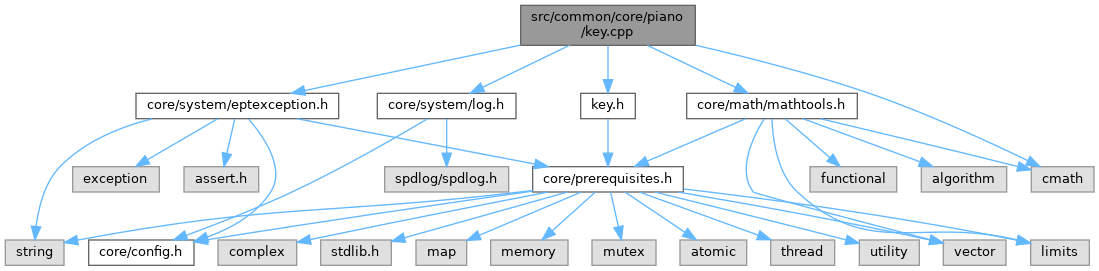 src/common/core/piano
/key.cpp
core/system/eptexception.h
core/system/log.h
key.h
core/math/mathtools.h
exception
assert.h
spdlog/spdlog.h
core/prerequisites.h
functional
algorithm
cmath
string
core/config.h
complex
stdlib.h
map
memory
mutex
atomic
thread
utility
vector
limits